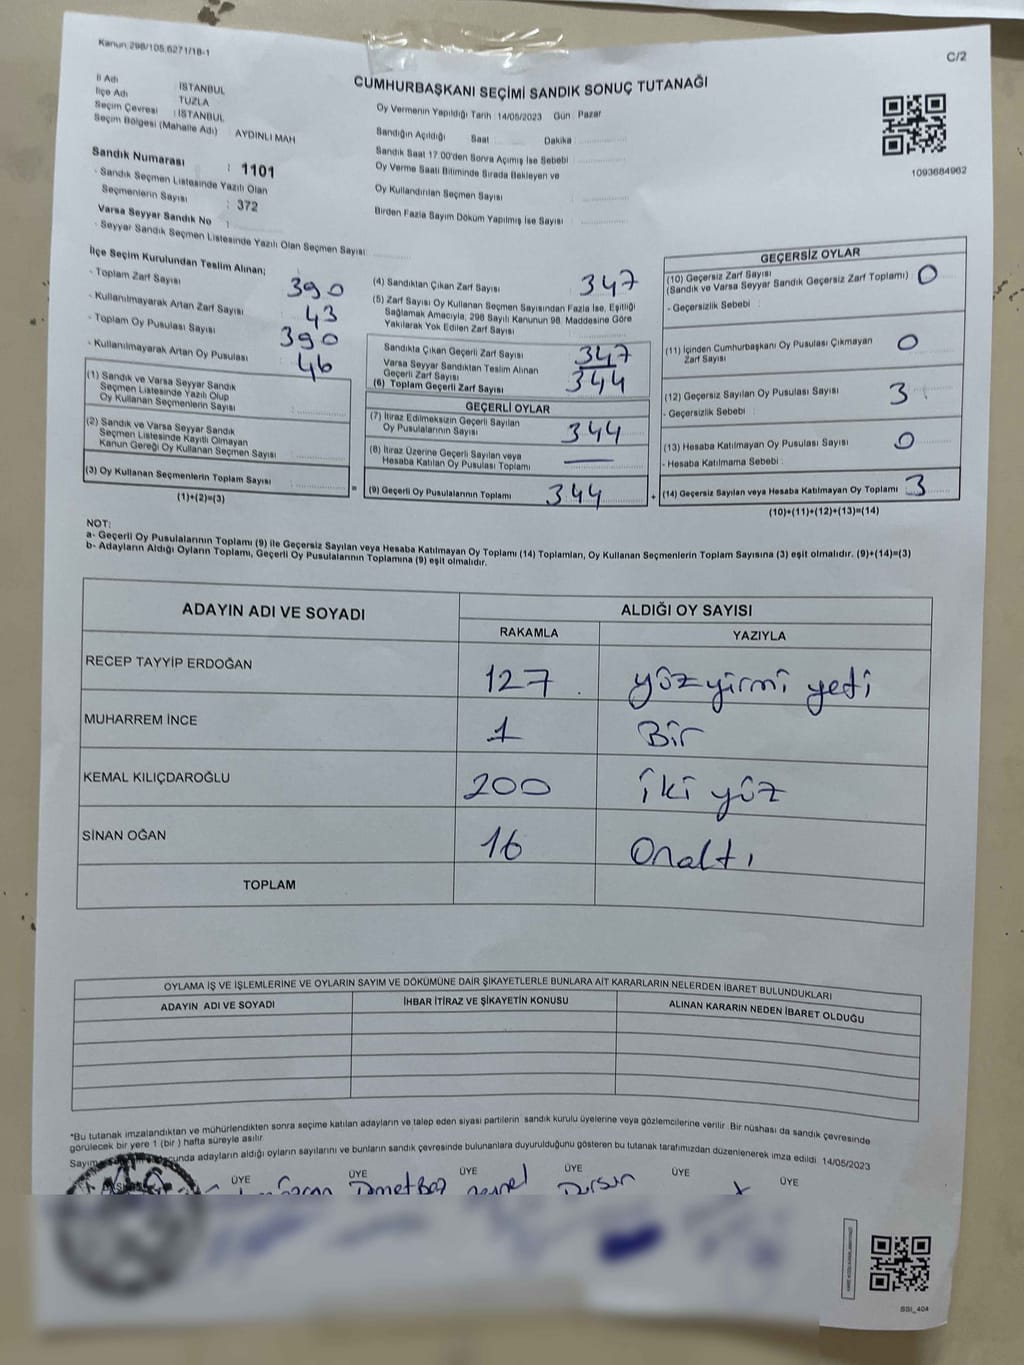 Kanun:298/105,6271/18-1
C/2
CUMHURBAŞKANI SEÇİMİ SANDIK SONUÇ TUTANAĞI
İl Adı : İSTANBUL
İlçe Adı : TUZLA
Seçim Çevresi : İSTANBUL
Seçim Bölgesi (Mahalle Adı) : AYDINLI MAH
Sandık Numarası : 1101
- Sandık Seçmen Listesinde Yazılı Olan
Seçmenlerin Sayısı : 372
Varsa Seyyar Sandık No :
- Seyyar Sandık Seçmen Listesinde Yazılı Olan Seçmen Sayısı:
Oy Vermenin Yapıldığı Tarih :14/05/2023 Gün : Pazar
Sandığın Açıldığı Saat : Dakika :
Sandık Saat 17.00'den Sonra Açımış İse Sebebi :
Oy Verme Saati Bitiminde Sırada Bekleyen ve
Oy Kullandırılan Seçmen Sayısı :
Birden Fazla Sayım Döküm Yapılmış İse Sayısı :
1093684962
İlçe Seçim Kurulundan Teslim Alınan;
- Toplam Zarf Sayısı : 390
- Kullanılmayarak Artan Zarf Sayısı : 43
- Toplam Oy Pusulası Sayısı : 390
- Kullanılmayarak Artan Oy Pusulası : 46
(1) Sandık ve Varsa Seyyar Sandık
Seçmen Listesinde Yazılı Olup
Oy Kullanan Seçmenlerin Sayısı :
(2) Sandık ve Varsa Seyyar Sandık
Seçmen Listesinde Kayıtlı Olmayan
Kanun Gereği Oy Kullanan Seçmen Sayısı :
(3) Oy Kullanan Seçmenlerin Toplam Sayısı :
(1)+(2)=(3)
(4) Sandıktan Çıkan Zarf Sayısı : 347
(5) Zarf Sayısı Oy Kullanan Seçmen Sayısından Fazla İse, Eşitliği
Sağlamak Amacıyla, 298 Sayılı Kanunun 98. Maddesine Göre
Yakılarak Yok Edilen Zarf Sayısı
Sandıkta Çıkan Geçerli Zarf Sayısı : 347
Varsa Seyyar Sandıktan Teslim Alınan
Geçerli Zarf Sayısı
(6) Toplam Geçerli Zarf Sayısı : 344
GEÇERLİ OYLAR
(7) İtiraz Edilmeksizin Geçerli Sayılan
Oy Pusulalarının Sayısı : 344
(8) İtiraz Üzerine Geçerli Sayılan veya
Hesaba Katılan Oy Pusulası Toplamı : —
= (9) Geçerli Oy Pusulalarının Toplamı : 344
GEÇERSİZ OYLAR
(10) Geçersiz Zarf Sayısı : 0
(Sandık ve Varsa Seyyar Sandık Geçersiz Zarf Toplamı)
- Geçersizlik Sebebi :
(11) İçinden Cumhurbaşkanı Oy Pusulası Çıkmayan
Zarf Sayısı : 0
(12) Geçersiz Sayılan Oy Pusulası Sayısı : 3
- Geçersizlik Sebebi :
(13) Hesaba Katılmayan Oy Pusulası Sayısı : 0
- Hesaba Katılmama Sebebi :
+ (14) Geçersiz Sayılan veya Hesaba Katılmayan Oy Toplamı : 3
(10)+(11)+(12)+(13)=(14)
NOT:
a- Geçerli Oy Pusulalarının Toplamı (9) ile Geçersiz Sayılan veya Hesaba Katılmayan Oy Toplamı (14) Toplamları, Oy Kullanan Seçmenlerin Toplam Sayısına (3) eşit olmalıdır. (9)+(14)=(3)
b- Adayların Aldığı Oyların Toplamı, Geçerli Oy Pusulalarının Toplamına (9) eşit olmalıdır.
ADAYIN ADI VE SOYADI
ALDIĞI OY SAYISI
RAKAMLA YAZIYLA
RECEP TAYYİP ERDOĞAN 127 yüzyirmi yedi
MUHARREM İNCE 1 Bir
KEMAL KILIÇDAROĞLU 200 iki yüz
SİNAN OĞAN 16 Onaltı
TOPLAM
OYLAMA İŞ VE İŞLEMLERİNE VE OYLARIN SAYIM VE DÖKÜMÜNE DAİR ŞİKAYETLERLE BUNLARA AİT KARARLARIN NELERDEN İBARET BULUNDUKLARI
ADAYIN ADI VE SOYADI İHBAR İTİRAZ VE ŞİKAYETİN KONUSU ALINAN KARARIN NEDEN İBARET OLDUĞU
*Bu tutanak imzalandıktan ve mühürlendikten sonra seçime katılan adayların ve talep eden siyasi partilerin sandık kurulu üyelerine veya gözlemcilerine verilir. Bir nüshası da sandık çevresinde
görülecek bir yere 1 (bir ) hafta süreyle asılır.
Sayım ucunda adayların aldığı oyların sayılarını ve bunların sandık çevresinde bulunanlara duyurulduğunu gösteren bu tutanak tarafımızdan düzenlenerek imza edildi. 14/05/2023
ÜYE ÜYE ÜYE ÜYE ÜYE ÜYE
Dursun
SSI_404